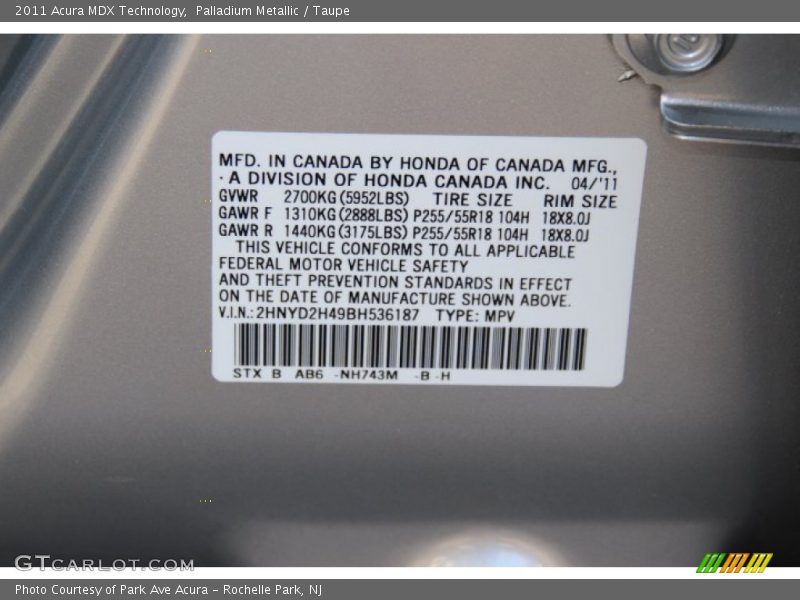 2011 Acura MDX Technology,  Palladium Metallic / Taupe
MFD. IN CANADA BY HONDA OF CANADA MFG.,
· A DIVISION OF HONDA CANADA INC. 04/'11
GVWR 2700KG(5952LBS) TIRE SIZE RIM SIZE
GAWR F 1310KG(2888LBS) P255/55R18 104H 18X8.0J
GAWR R 1440KG(3175LBS) P255/55R18 104H 18X8.0J
THIS VEHICLE CONFORMS TO ALL APPLICABLE
FEDERAL MOTOR VEHICLE SAFETY
AND THEFT PREVENTION STANDARDS IN EFFECT
ON THE DATE OF MANUFACTURE SHOWN ABOVE.
V.I.N.: 2HNYD2H49BH536187 TYPE: MPV
STX B AB6 -NH743M -B -H
GTCARLOT.COM
Photo Courtesy of Park Ave Acura – Rochelle Park, NJ